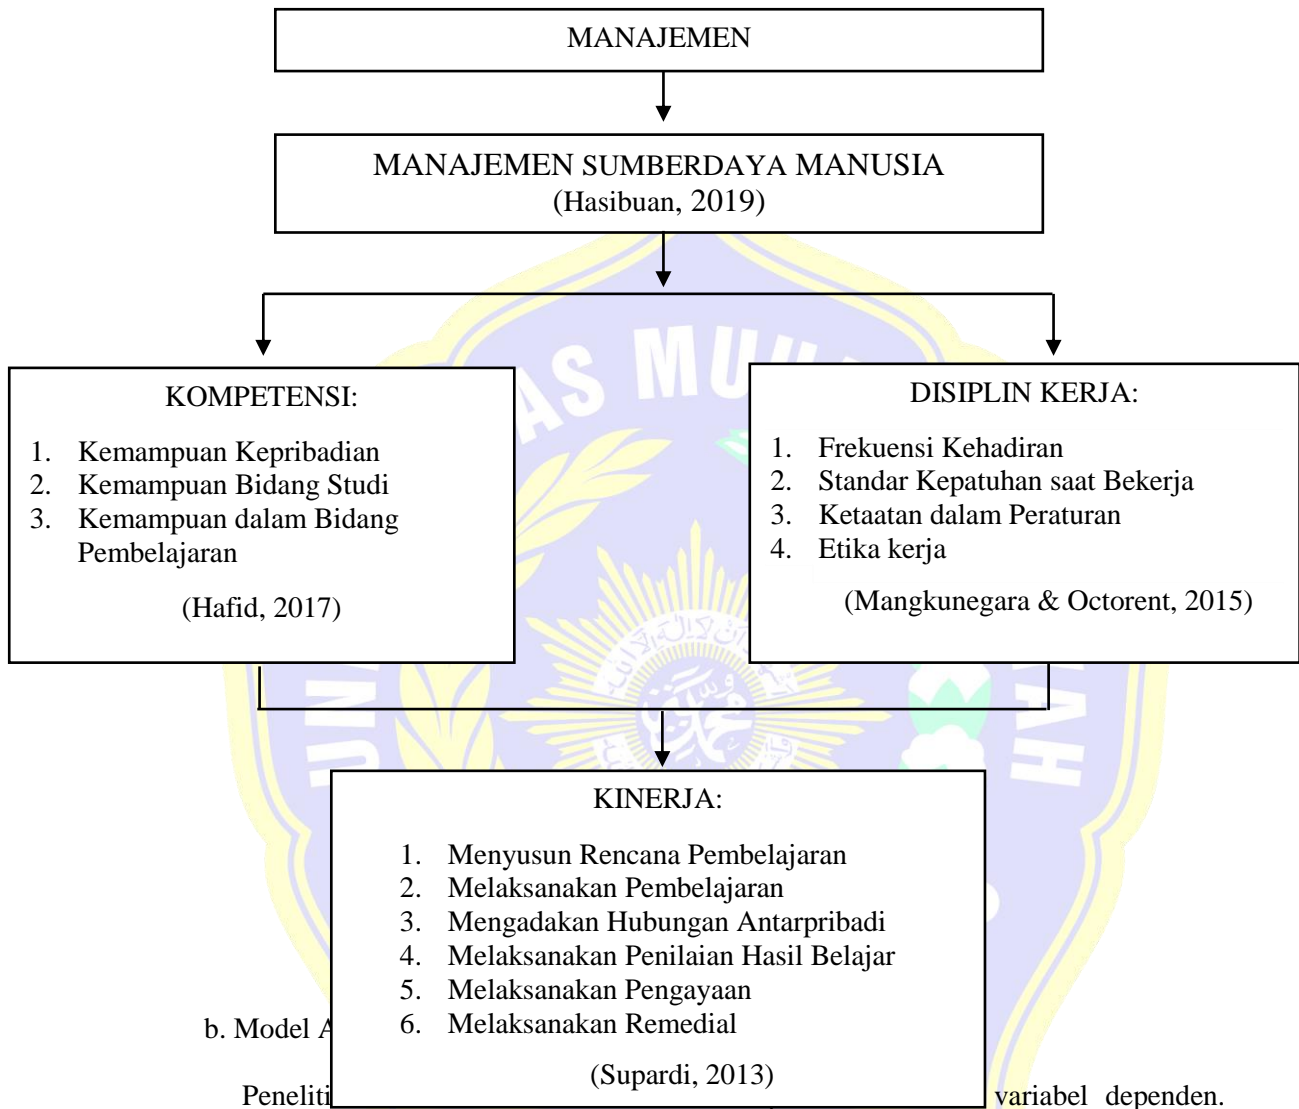 MANAJEMEN
MANAJEMEN SUMBERDAYA MANUSIA
(Hasibuan, 2019)
KOMPETENSI:
1. Kemampuan Kepribadian
2. Kemampuan Bidang Studi
3. Kemampuan dalam Bidang
Pembelajaran
(Hafid, 2017)
DISIPLIN KERJA:
1. Frekuensi Kehadiran
2. Standar Kepatuhan saat Bekerja
3. Ketaatan dalam Peraturan
4. Etika kerja
(Mangkunegara & Octorent, 2015)
KINERJA:
1. Menyusun Rencana Pembelajaran
2. Melaksanakan Pembelajaran
3. Mengadakan Hubungan Antarpribadi
4. Melaksanakan Penilaian Hasil Belajar
5. Melaksanakan Pengayaan
6. Melaksanakan Remedial
(Supardi, 2013)
b. Model A
Peneliti variabel dependen.